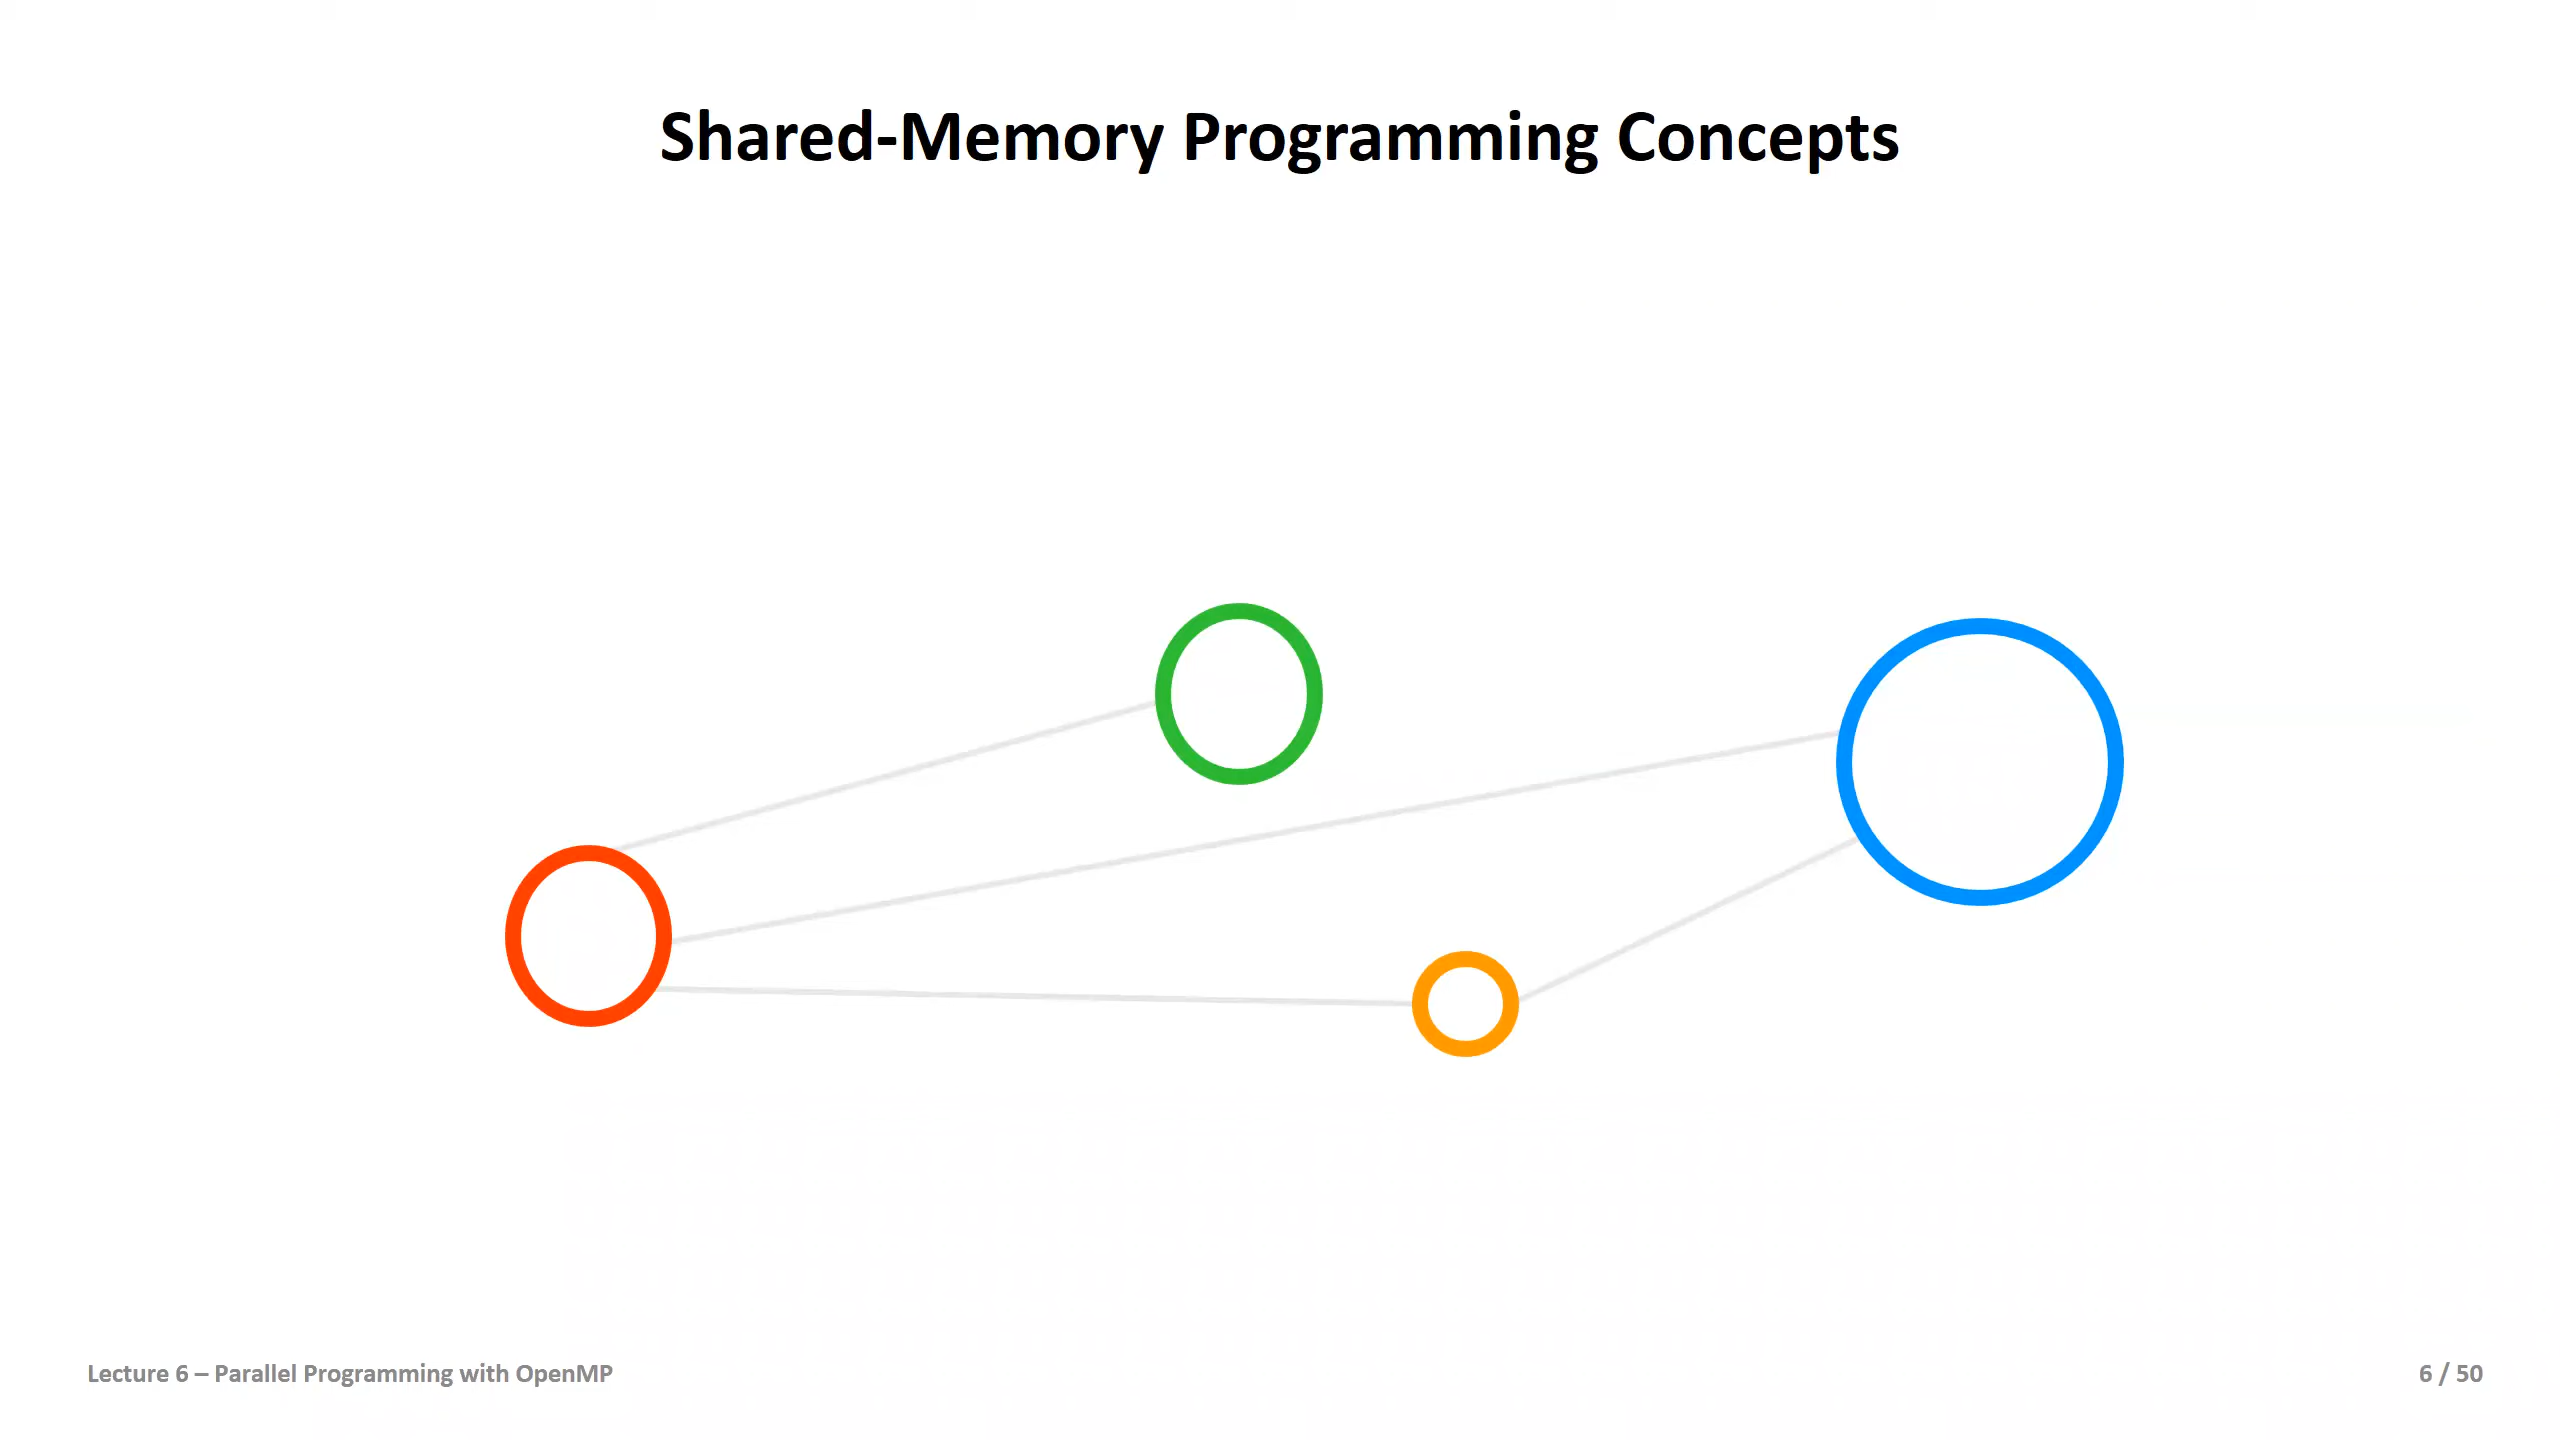 Shared-Memory Programming Concepts
Lecture 6 – Parallel Programming with OpenMP
6 / 50